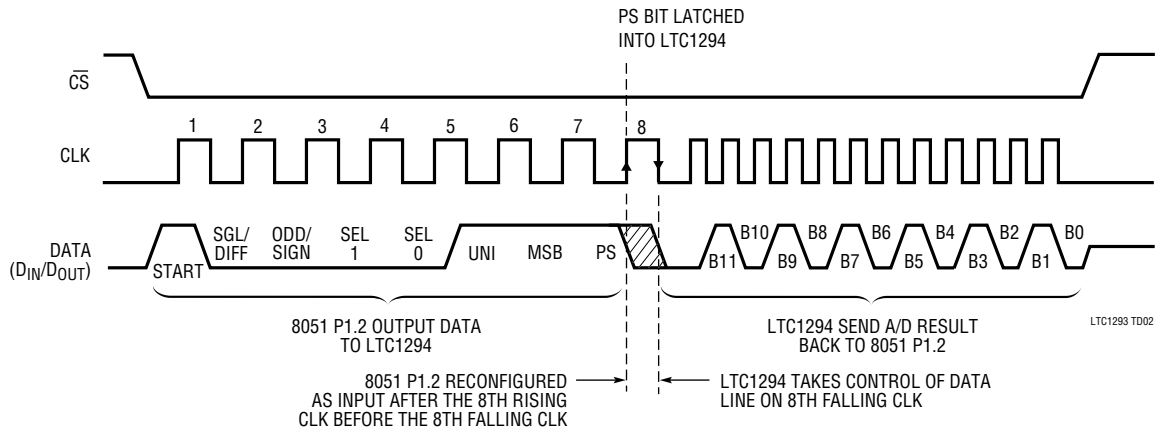 PS BIT LATCHED
INTO LTC1294
CS
1 2 3 4 5 6 7 8
CLK
DATA
(DIN/DOUT)
START
SGL/
DIFF
ODD/
SIGN
SEL
1
SEL
0
UNI
MSB
PS
B11
B10
B9
B8
B7
B6
B5
B4
B3
B2
B1
B0
8051 P1.2 OUTPUT DATA
TO LTC1294
LTC1294 SEND A/D RESULT
BACK TO 8051 P1.2
LTC1293 TD02
8051 P1.2 RECONFIGURED
AS INPUT AFTER THE 8TH RISING
CLK BEFORE THE 8TH FALLING CLK
LTC1294 TAKES CONTROL OF DATA
LINE ON 8TH FALLING CLK